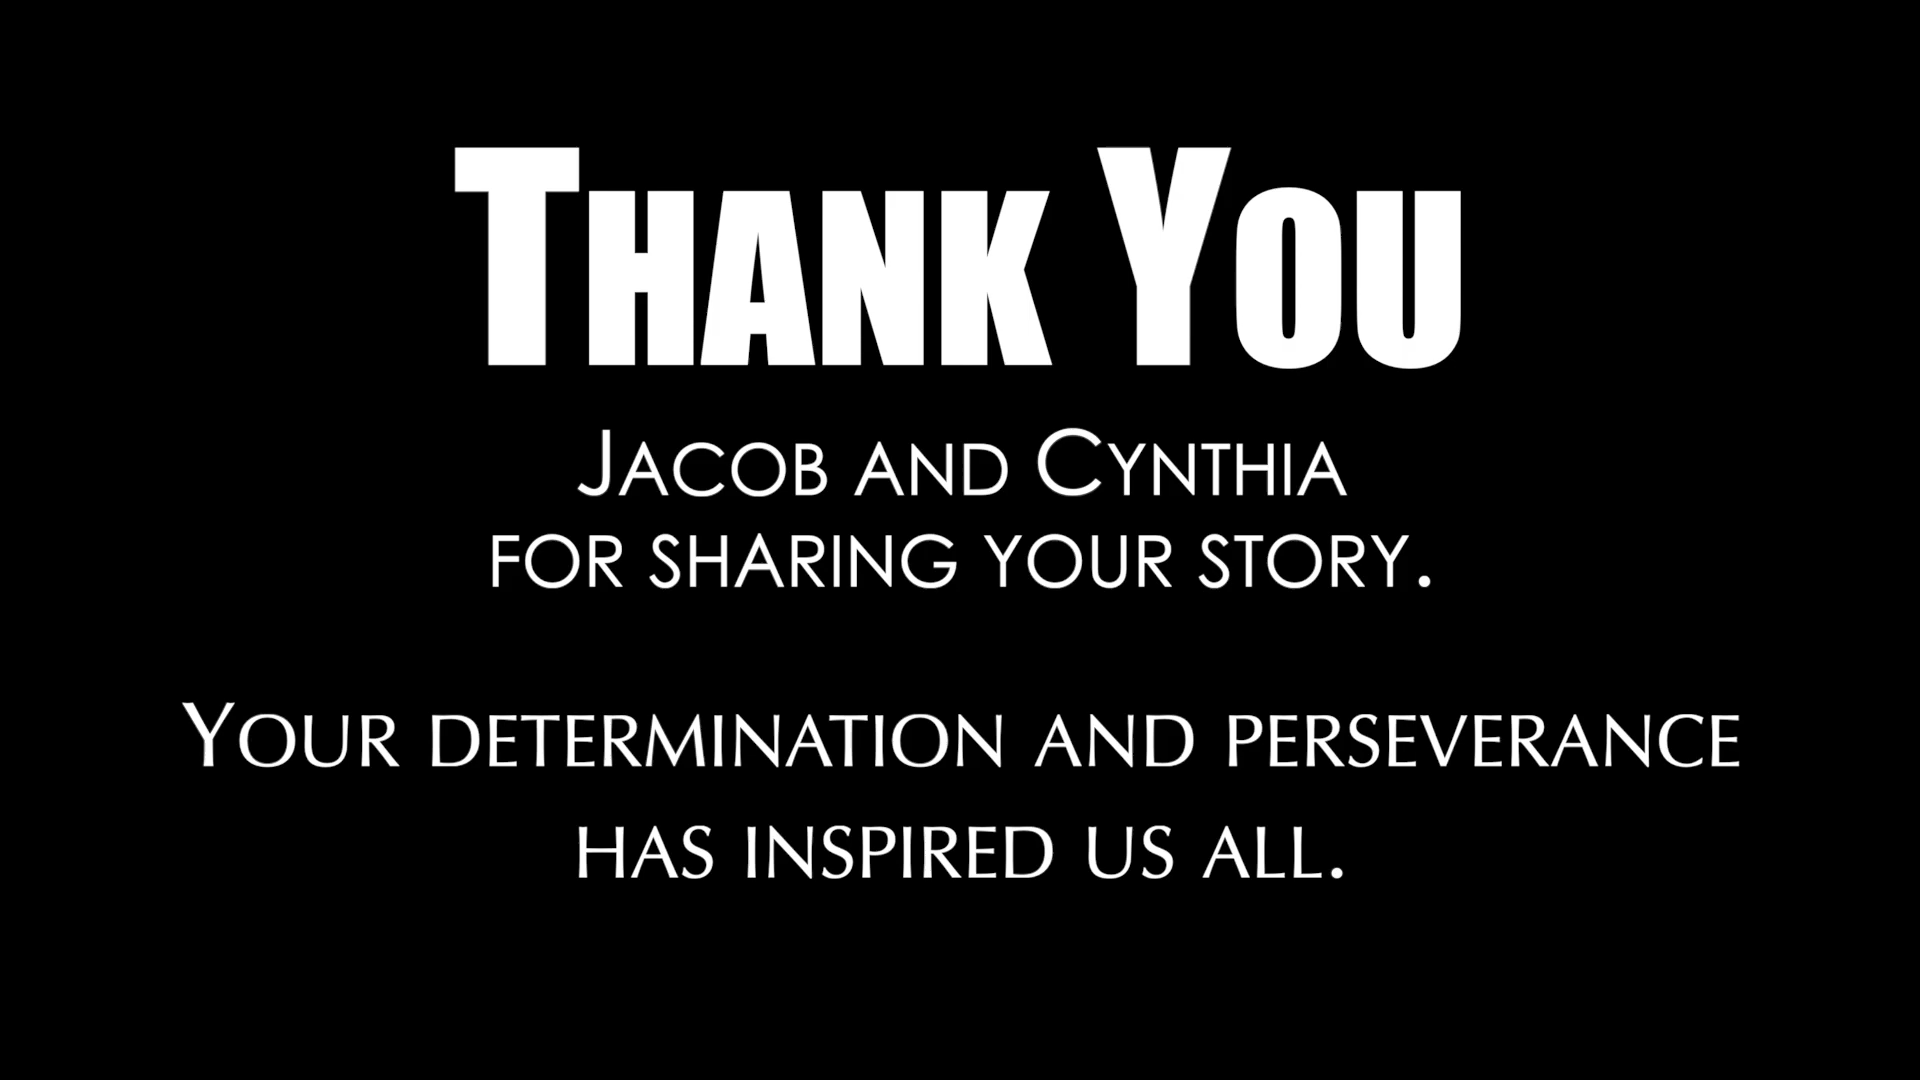 Thank You
Jacob and Cynthia
for sharing your story.
Your determination and perseverance
has inspired us all.